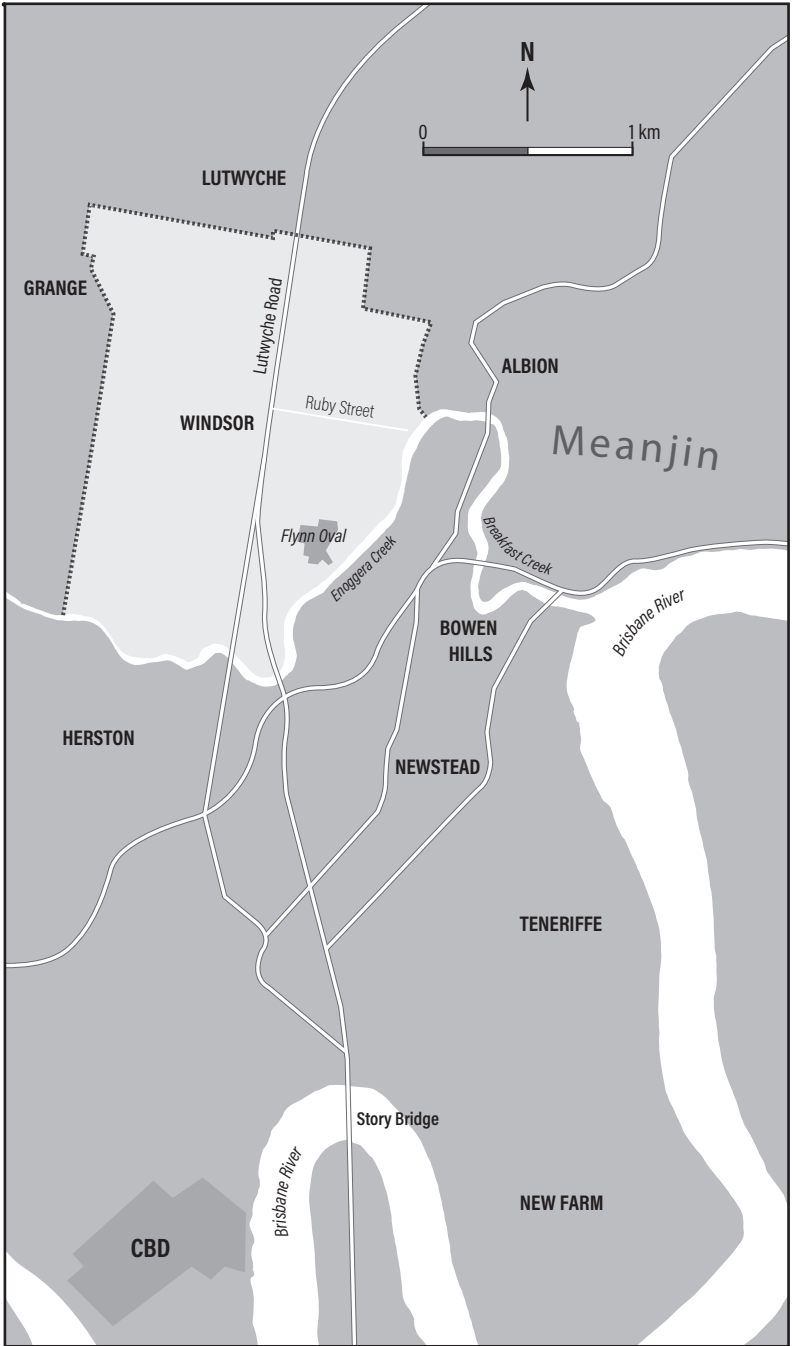 N
0
1 km
LUTWYCHE
GRANGE
Lutwyche Road
ALBION
Ruby Street
WINDSOR
Meanjin
Flynn Oval
Enoggera Creek
Breakfast Creek
Brisbane River
BOWEN
HILLS
HERSTON
NEWSTEAD
TENERIFFE
Story Bridge
Brisbane River
NEW FARM
CBD